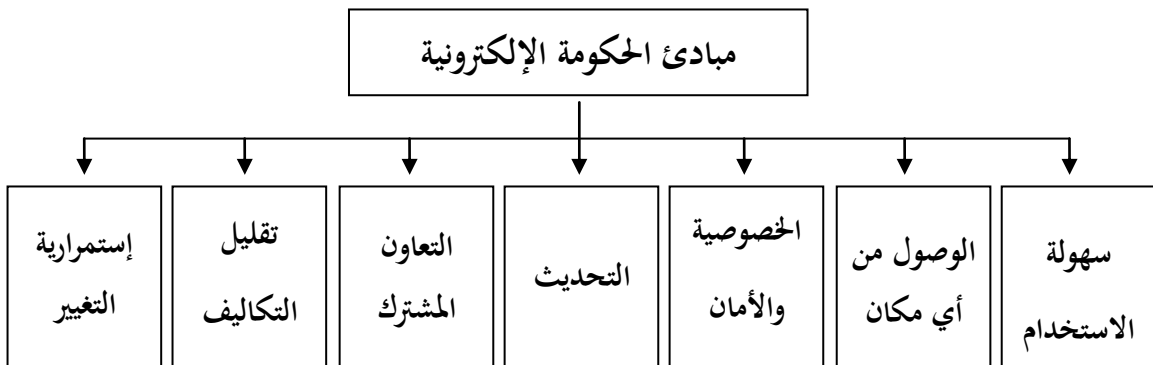 مبادئ الحكومة الإلكترونية
سهولة
الاستخدام
الوصول من
أي مكان
الخصوصية
والأمان
التحديث
التعاون
المشترك
تقليل
التكاليف
إستمرارية
التغيير